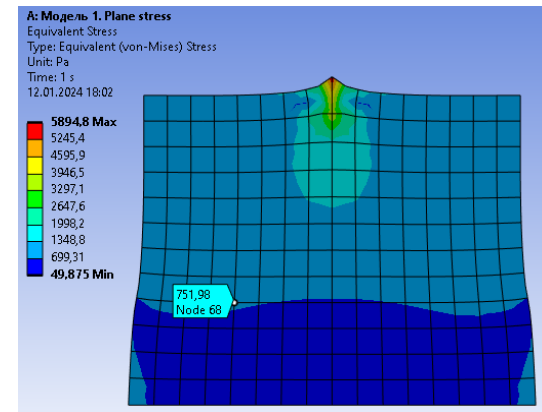 A: Модель 1. Plane stress
Equivalent Stress
Type: Equivalent (von-Mises) Stress
Unit: Pa
Time: 1 s
12.01.2024 18:02
5894,8 Max
5245,4
4595,9
3946,5
3297,1
2647,6
1998,2
1348,8
699,31
49,875 Min
751,98
Node 68